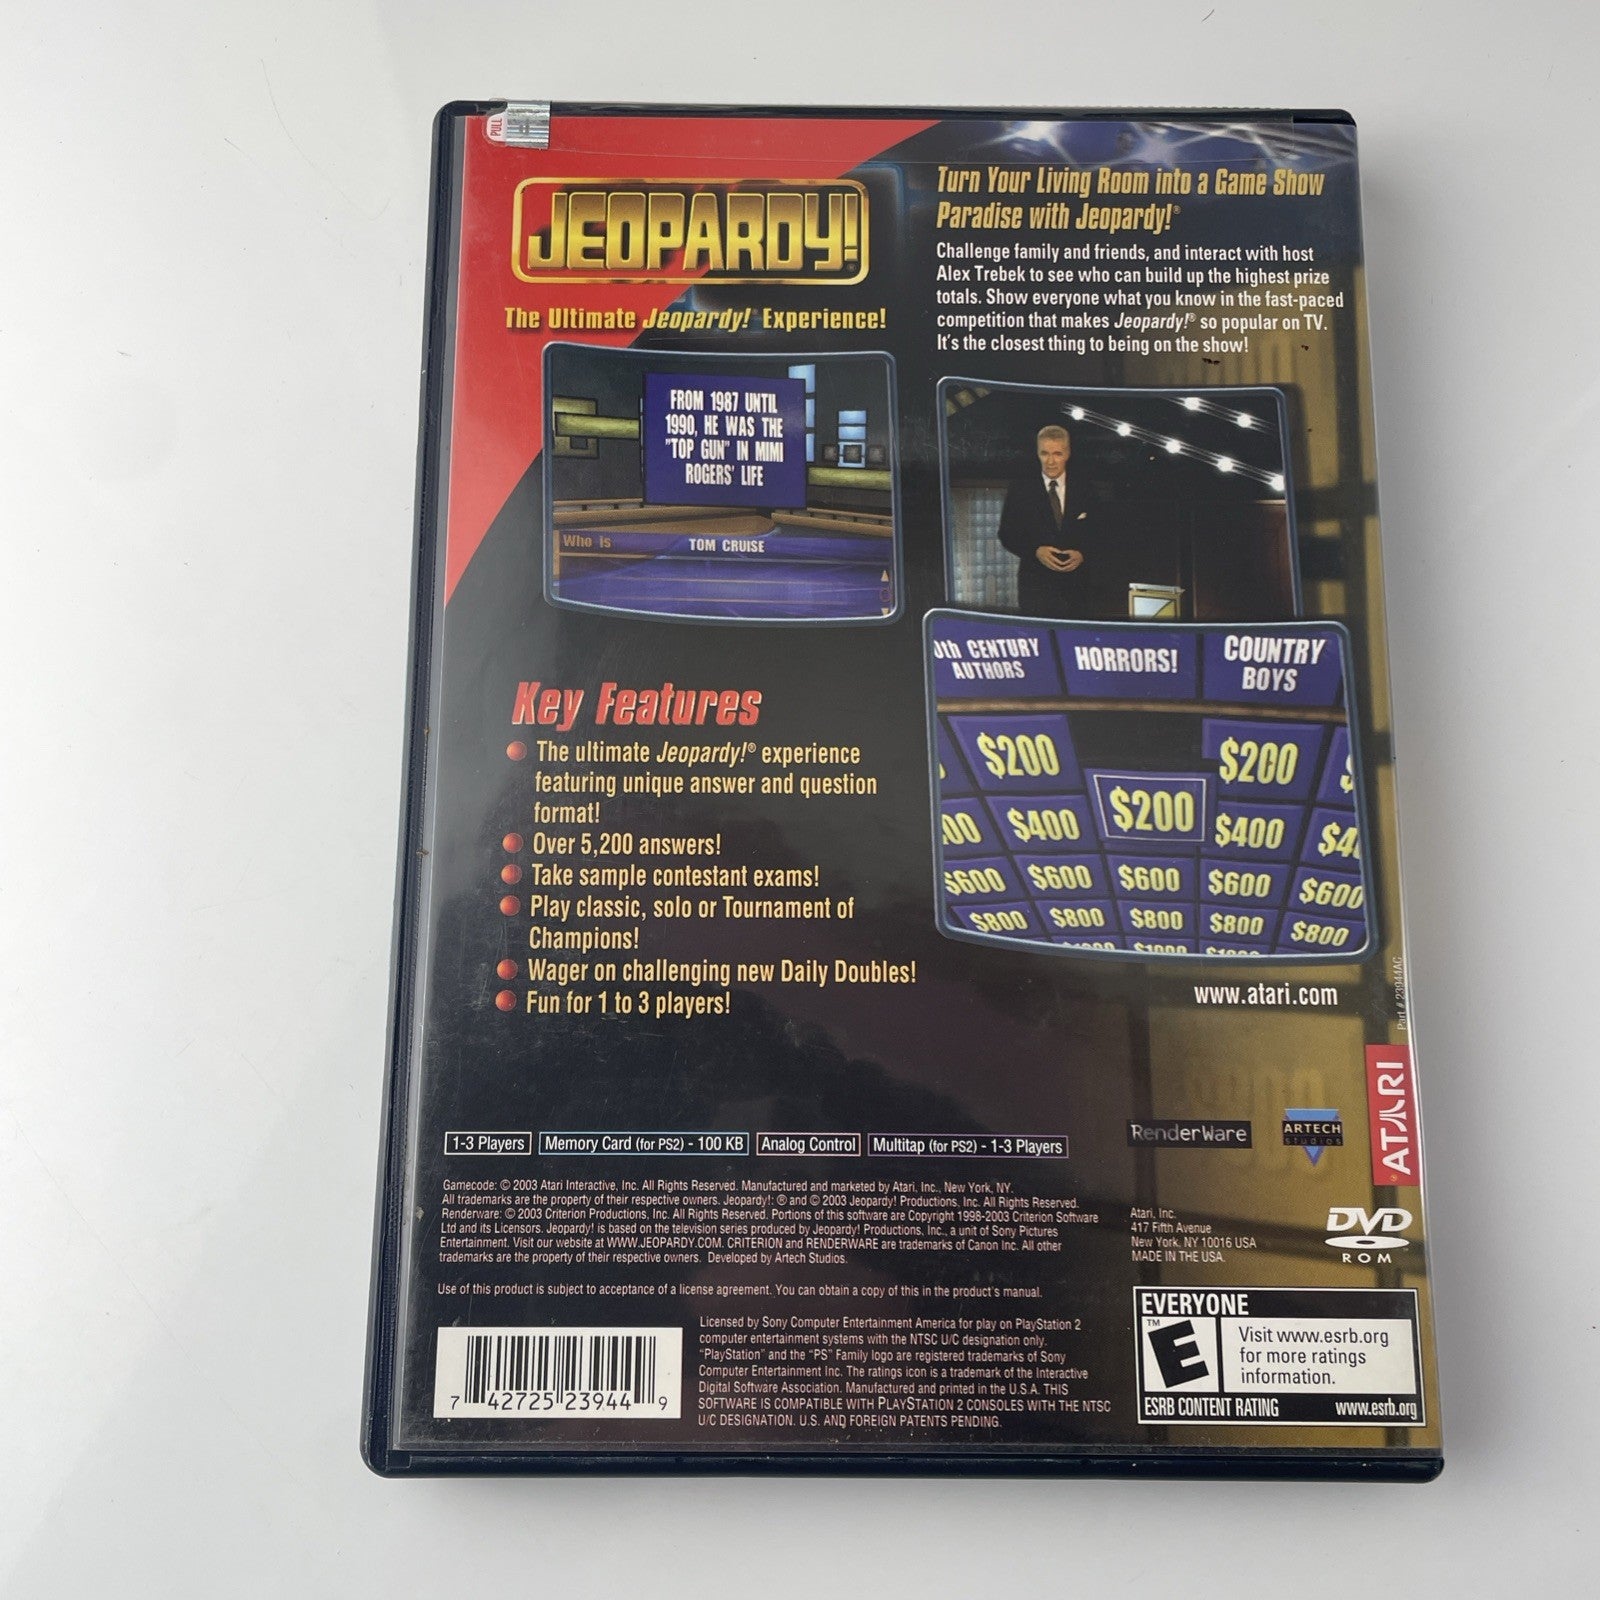 PULL
JEOPARDY!
The Ultimate Jeopardy!® Experience!
Turn Your Living Room into a Game Show
Paradise with Jeopardy!®
Challenge family and friends, and interact with host
Alex Trebek to see who can build up the highest prize
totals. Show everyone what you know in the fast-paced
competition that makes Jeopardy!® so popular on TV.
It's the closest thing to being on the show!
FROM 1987 UNTIL
1990, HE WAS THE
"TOP GUN" IN MIMI
ROGERS' LIFE
Who is TOM CRUISE
0th CENTURY
AUTHORS
HORRORS!
COUNTRY
BOYS
$200 $200
$200
00 $400 $400 $4
$600 $600 $600 $600 $600
$800 $800 $800 $800 $800
$1000 $1000 $1000
Key Features
The ultimate Jeopardy!® experience
featuring unique answer and question
format!
Over 5,200 answers!
Take sample contestant exams!
Play classic, solo or Tournament of
Champions!
Wager on challenging new Daily Doubles!
Fun for 1 to 3 players!
www.atari.com
Part # 23944AC
ATARI
1-3 Players
Memory Card (for PS2) - 100 KB
Analog Control
Multitap (for PS2) - 1-3 Players
RenderWare
ARTECH
studios
Gamecode: © 2003 Atari Interactive, Inc. All Rights Reserved. Manufactured and marketed by Atari, Inc., New York, NY.
All trademarks are the property of their respective owners. Jeopardy!: ® and © 2003 Jeopardy! Productions, Inc. All Rights Reserved.
Renderware: © 2003 Criterion Productions, Inc. All Rights Reserved. Portions of this software are Copyright 1998-2003 Criterion Software
Ltd and its Licensors. Jeopardy! is based on the television series produced by Jeopardy! Productions, Inc., a unit of Sony Pictures
Entertainment. Visit our website at WWW.JEOPARDY.COM. CRITERION and RENDERWARE are trademarks of Canon Inc. All other
trademarks are the property of their respective owners. Developed by Artech Studios.
Atari, Inc.
417 Fifth Avenue
New York, NY 10016 USA
MADE IN THE USA.
DVD
ROM
Use of this product is subject to acceptance of a license agreement. You can obtain a copy of this in the product's manual.
7 42725 23944 9
Licensed by Sony Computer Entertainment America for play on PlayStation 2
computer entertainment systems with the NTSC U/C designation only.
"PlayStation" and the "PS" Family logo are registered trademarks of Sony
Computer Entertainment Inc. The ratings icon is a trademark of the Interactive
Digital Software Association. Manufactured and printed in the U.S.A. THIS
SOFTWARE IS COMPATIBLE WITH PLAYSTATION 2 CONSOLES WITH THE NTSC
U/C DESIGNATION. U.S. AND FOREIGN PATENTS PENDING.
EVERYONE
E™
Visit www.esrb.org
for more ratings
information.
ESRB CONTENT RATING www.esrb.org